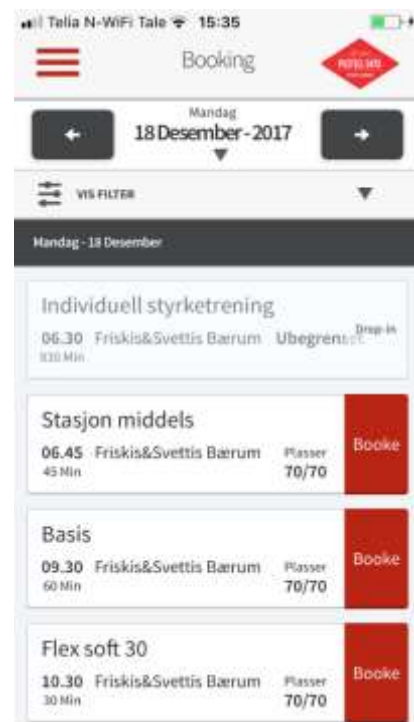 Telia N-WiFi Tale 15:35
Booking
Mandag
18 Desember - 2017
VIS FILTER
Mandag - 18 Desember
Individuell styrketrening
06.30 Friskis&Svettis Bærum Ubegrenset Drop-in
830 Min
Stasjon middels
06.45 Friskis&Svettis Bærum Plasser
45 Min 70/70
Booke
Basis
09.30 Friskis&Svettis Bærum Plasser
60 Min 70/70
Booke
Flex soft 30
10.30 Friskis&Svettis Bærum Plasser
30 Min 70/70
Booke